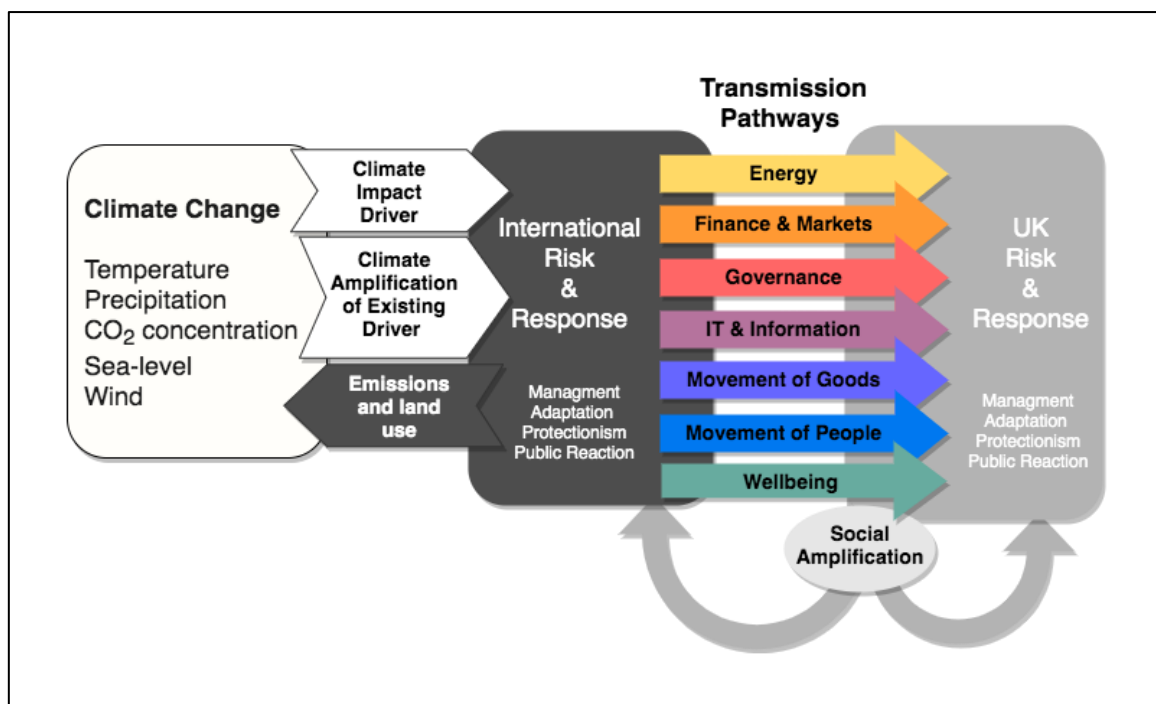 Transmission
Pathways
Climate Change
Temperature
Precipitation
CO₂ concentration
Sea-level
Wind
Climate
Impact
Driver
Climate
Amplification
of Existing
Driver
Emissions
and land
use
International
Risk
&
Response
Managment
Adaptation
Protectionism
Public Reaction
Energy
Finance & Markets
Governance
IT & Information
Movement of Goods
Movement of People
Wellbeing
UK
Risk
&
Response
Managment
Adaptation
Protectionism
Public Reaction
Social
Amplification